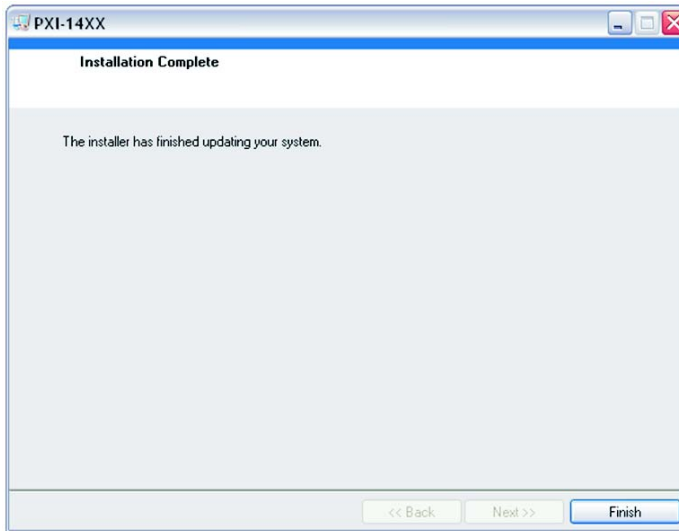 PXI-14XX
Installation Complete
The installer has finished updating your system.
<< Back Next >> Finish